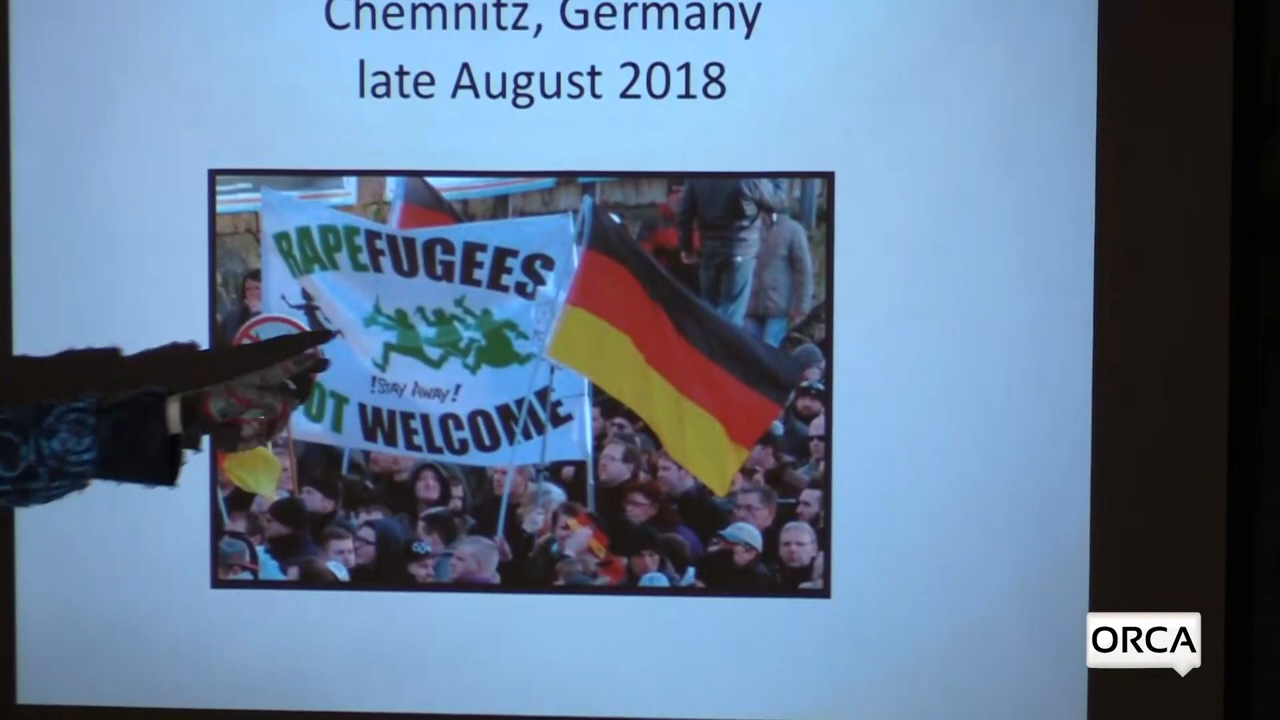 Chemnitz, Germany
late August 2018
RAPEFUGEES
!STAY AWAY!
OT WELCOME
ORCA